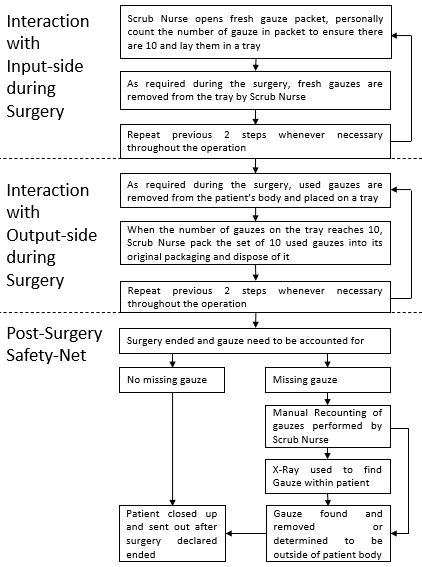 Interaction
with
Input-side
during
Surgery
Scrub Nurse opens fresh gauze packet, personally
count the number of gauze in packet to ensure there
are 10 and lay them in a tray
As required during the surgery, fresh gauzes are
removed from the tray by Scrub Nurse
Repeat previous 2 steps whenever necessary
throughout the operation
Interaction
with
Output-side
during
Surgery
As required during the surgery, used gauzes are
removed from the patient's body and placed on a tray
When the number of gauzes on the tray reaches 10,
Scrub Nurse pack the set of 10 used gauzes into its
original packaging and dispose of it
Repeat previous 2 steps whenever necessary
throughout the operation
Post-Surgery
Safety-Net
Surgery ended and gauze need to be accounted for
No missing gauze
Missing gauze
Manual Recounting of
gauzes performed by
Scrub Nurse
X-Ray used to find
Gauze within patient
Patient closed up
and sent out after
surgery declared
ended
Gauze found and
removed or
determined to be
outside of patient body